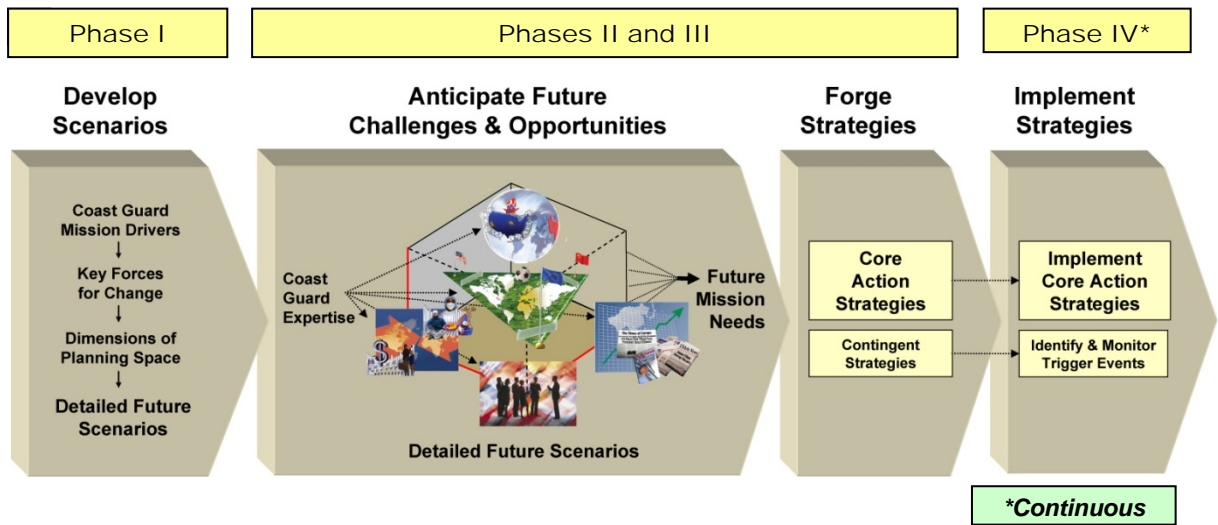 Phase I
Phases II and III
Phase IV*
Develop
Scenarios
Anticipate Future
Challenges & Opportunities
Forge
Strategies
Implement
Strategies
Coast Guard
Mission Drivers
Key Forces
for Change
Dimensions of
Planning Space
Detailed Future
Scenarios
Coast
Guard
Expertise
Future
Mission
Needs
Detailed Future Scenarios
Core
Action
Strategies
Contingent
Strategies
Implement
Core Action
Strategies
Identify & Monitor
Trigger Events
*Continuous